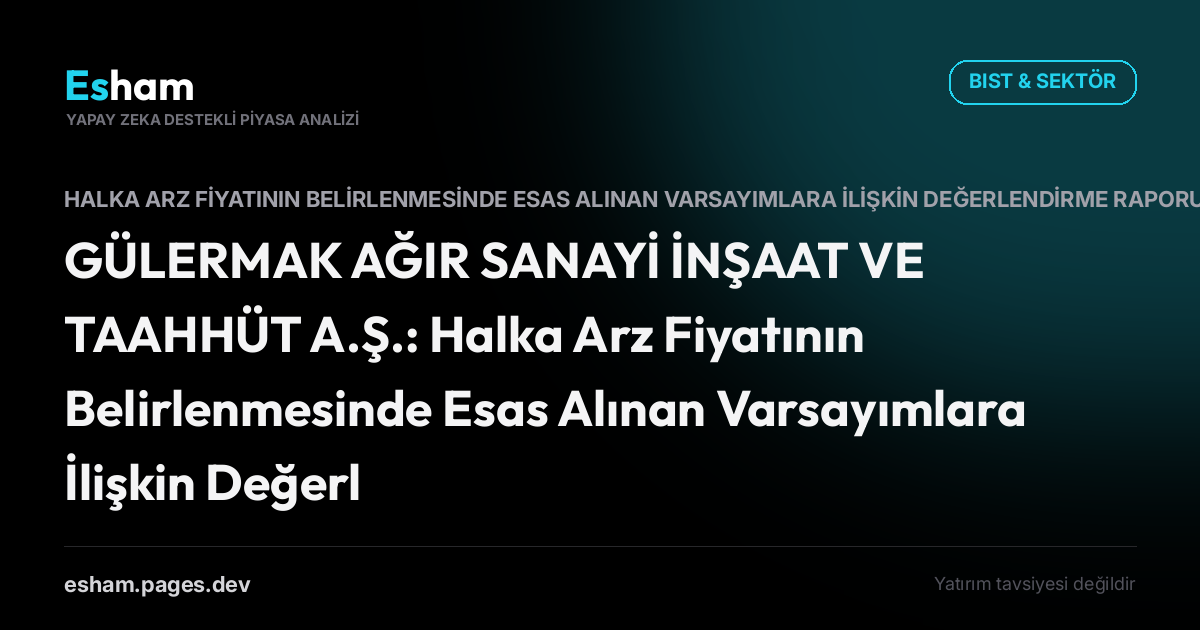 Esham
YAPAY ZEKA DESTEKLİ PİYASA ANALİZİ
BIST & SEKTÖR
HALKA ARZ FİYATININ BELİRLENMESİNDE ESAS ALINAN VARSAYIMLARA İLİŞKİN DEĞERLENDİRME RAPORU
GÜLERMAK AĞIR SANAYİ İNŞAAT VE
TAAHHÜT A.Ş.: Halka Arz Fiyatının
Belirlenmesinde Esas Alınan Varsayımlara
İlişkin Değerl
esham.pages.dev
Yatırım tavsiyesi değildir